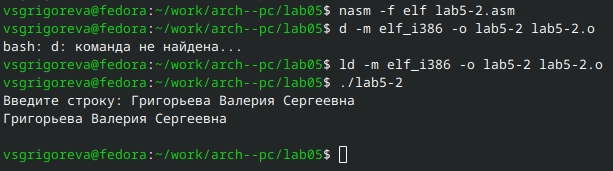 vsgrigoreva@fedora:~/work/arch--pc/lab05$ nasm -f elf lab5-2.asm
vsgrigoreva@fedora:~/work/arch--pc/lab05$ d -m elf_i386 -o lab5-2 lab5-2.o
bash: d: команда не найдена...
vsgrigoreva@fedora:~/work/arch--pc/lab05$ ld -m elf_i386 -o lab5-2 lab5-2.o
vsgrigoreva@fedora:~/work/arch--pc/lab05$ ./lab5-2
Введите строку: Григорьева Валерия Сергеевна
Григорьева Валерия Сергеевна
vsgrigoreva@fedora:~/work/arch--pc/lab05$